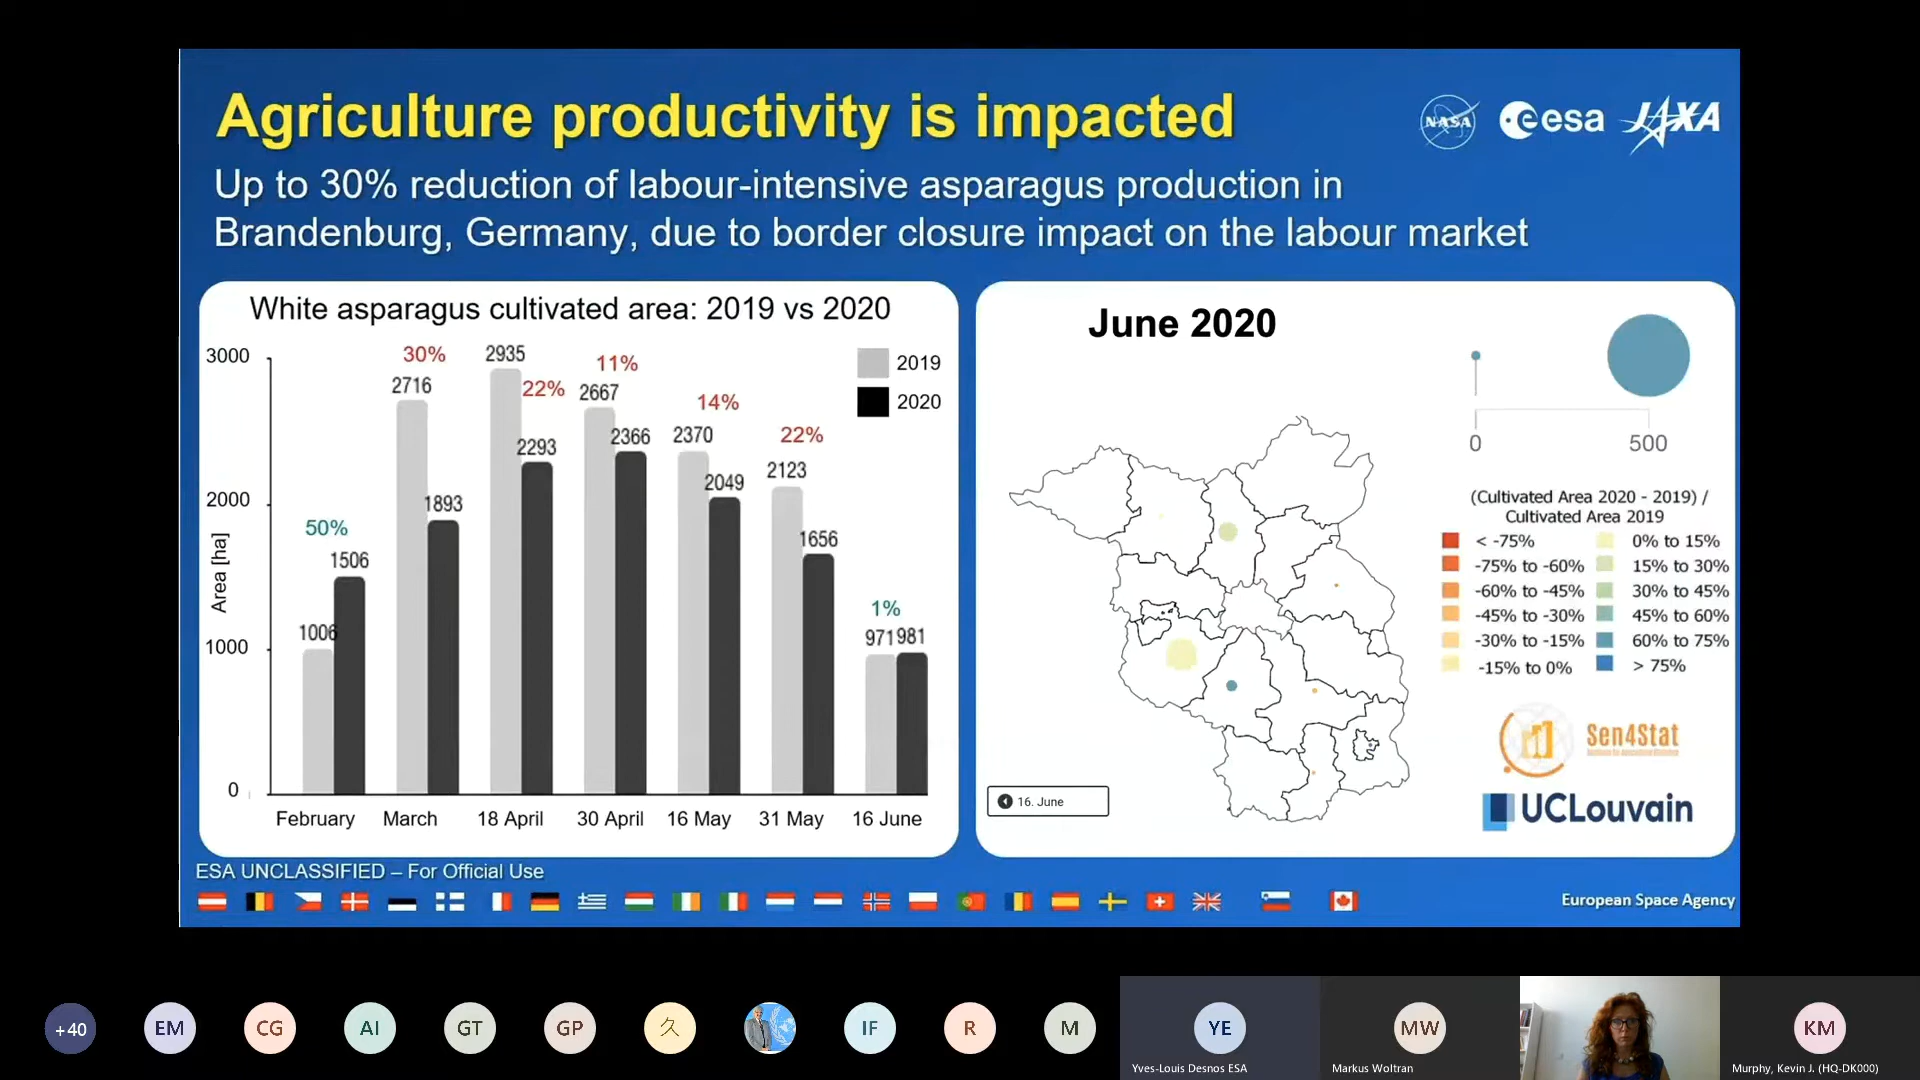 Agriculture productivity is impacted
NASA
esa
JAXA
Up to 30% reduction of labour-intensive asparagus production in
Brandenburg, Germany, due to border closure impact on the labour market
White asparagus cultivated area: 2019 vs 2020
2019
2020
Area [ha]
3000
2000
1000
0
50%
1006
1506
30%
2716
1893
2935
22%
2293
11%
2667
2366
14%
2370
2049
22%
2123
1656
1%
971
981
February
March
18 April
30 April
16 May
31 May
16 June
June 2020
0
500
(Cultivated Area 2020 - 2019) /
Cultivated Area 2019
< -75%
-75% to -60%
-60% to -45%
-45% to -30%
-30% to -15%
-15% to 0%
0% to 15%
15% to 30%
30% to 45%
45% to 60%
60% to 75%
> 75%
16. June
Sen4Stat
UCLouvain
ESA UNCLASSIFIED – For Official Use
European Space Agency
+40
EM
CG
AI
GT
GP
久
IF
R
M
YE
Yves-Louis Desnos ESA
MW
Markus Woltran
KM
Murphy, Kevin J. (HQ-DK000)